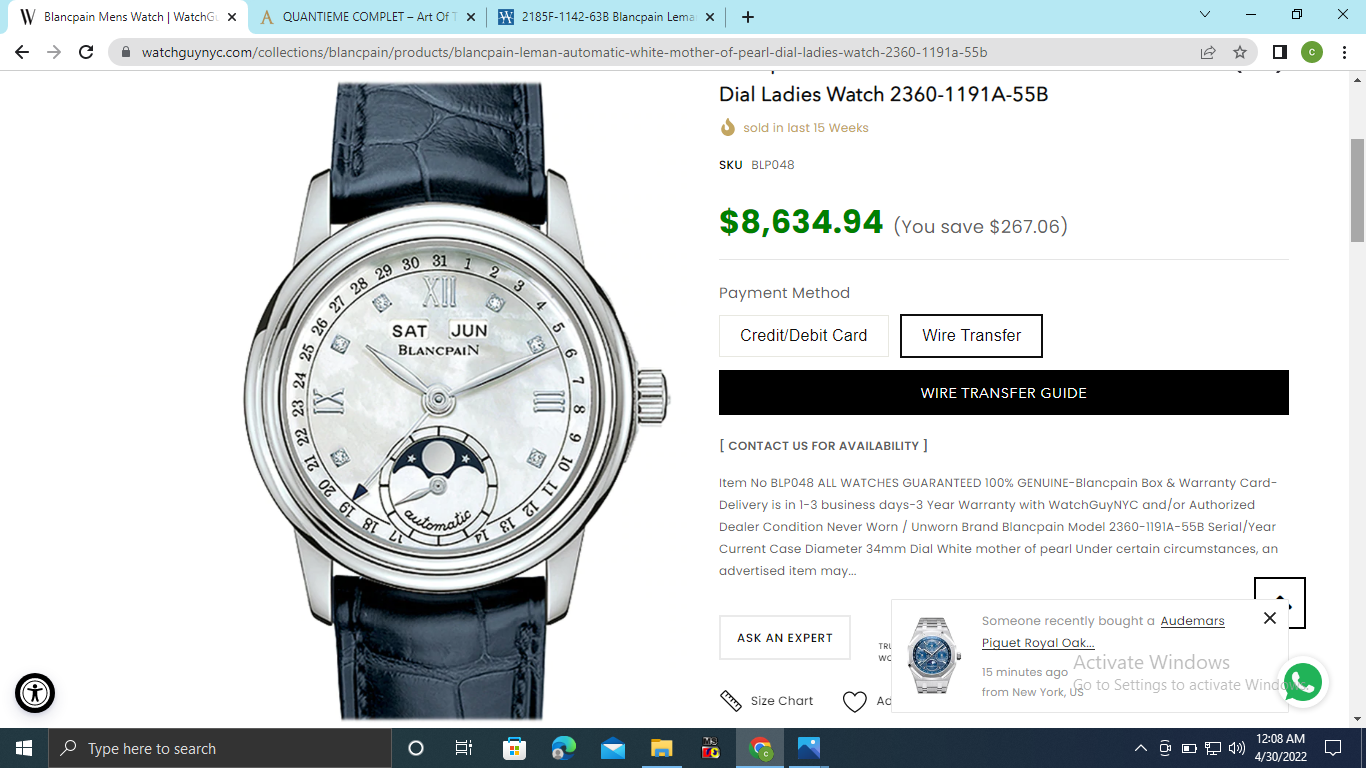 Blancpain Mens Watch | WatchGu
QUANTIEME COMPLET – Art Of T
2185F-1142-63B Blancpain Lema
watchguynyc.com/collections/blancpain/products/blancpain-leman-automatic-white-mother-of-pearl-dial-ladies-watch-2360-1191a-55b
c
Dial Ladies Watch 2360-1191A-55B
sold in last 15 Weeks
SKU BLP048
$8,634.94 (You save $267.06)
Payment Method
Credit/Debit Card
Wire Transfer
WIRE TRANSFER GUIDE
[ CONTACT US FOR AVAILABILITY ]
Item No BLP048 ALL WATCHES GUARANTEED 100% GENUINE-Blancpain Box & Warranty Card-
Delivery is in 1-3 business days-3 Year Warranty with WatchGuyNYC and/or Authorized
Dealer Condition Never Worn / Unworn Brand Blancpain Model 2360-1191A-55B Serial/Year
Current Case Diameter 34mm Dial White mother of pearl Under certain circumstances, an
advertised item may...
ASK AN EXPERT
TRU
WC
Size Chart
Ad
Someone recently bought a Audemars
Piguet Royal Oak...
15 minutes ago
from New York, US
Activate Windows
Go to Settings to activate Windows.
31 1 2 3 4 5 6 7 8 9 10 11 12 13 14 17 18 19 20 21 22 23 24 25 26 27 28 29 30
XII
SAT JUN
BLANCPAIN
IX III
automatic
Type here to search
12:08 AM
4/30/2022